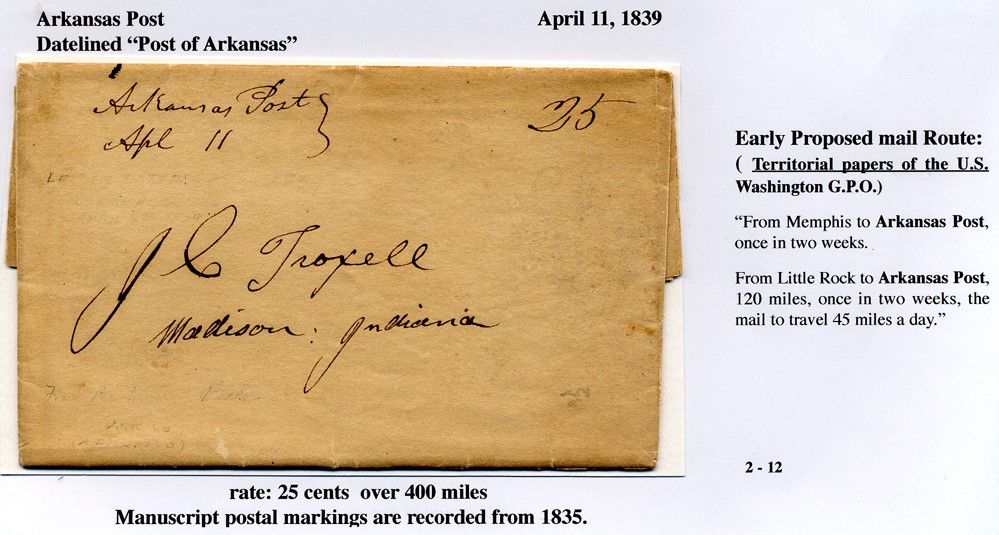 Arkansas Post
April 11, 1839
Datelined “Post of Arkansas”
Arkansas Post
Apl 11
25
J C Troxell
Madison: Indiana
Early Proposed mail Route:
( Territorial papers of the U.S.
Washington G.P.O.)
“From Memphis to Arkansas Post,
once in two weeks.
From Little Rock to Arkansas Post,
120 miles, once in two weeks, the
mail to travel 45 miles a day.”
2 - 12
rate: 25 cents over 400 miles
Manuscript postal markings are recorded from 1835.